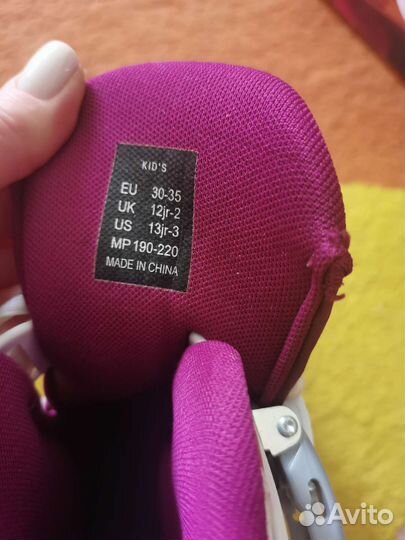 KID'S
EU 30-35
UK 12jr-2
US 13jr-3
MP 190-220
MADE IN CHINA
Avito